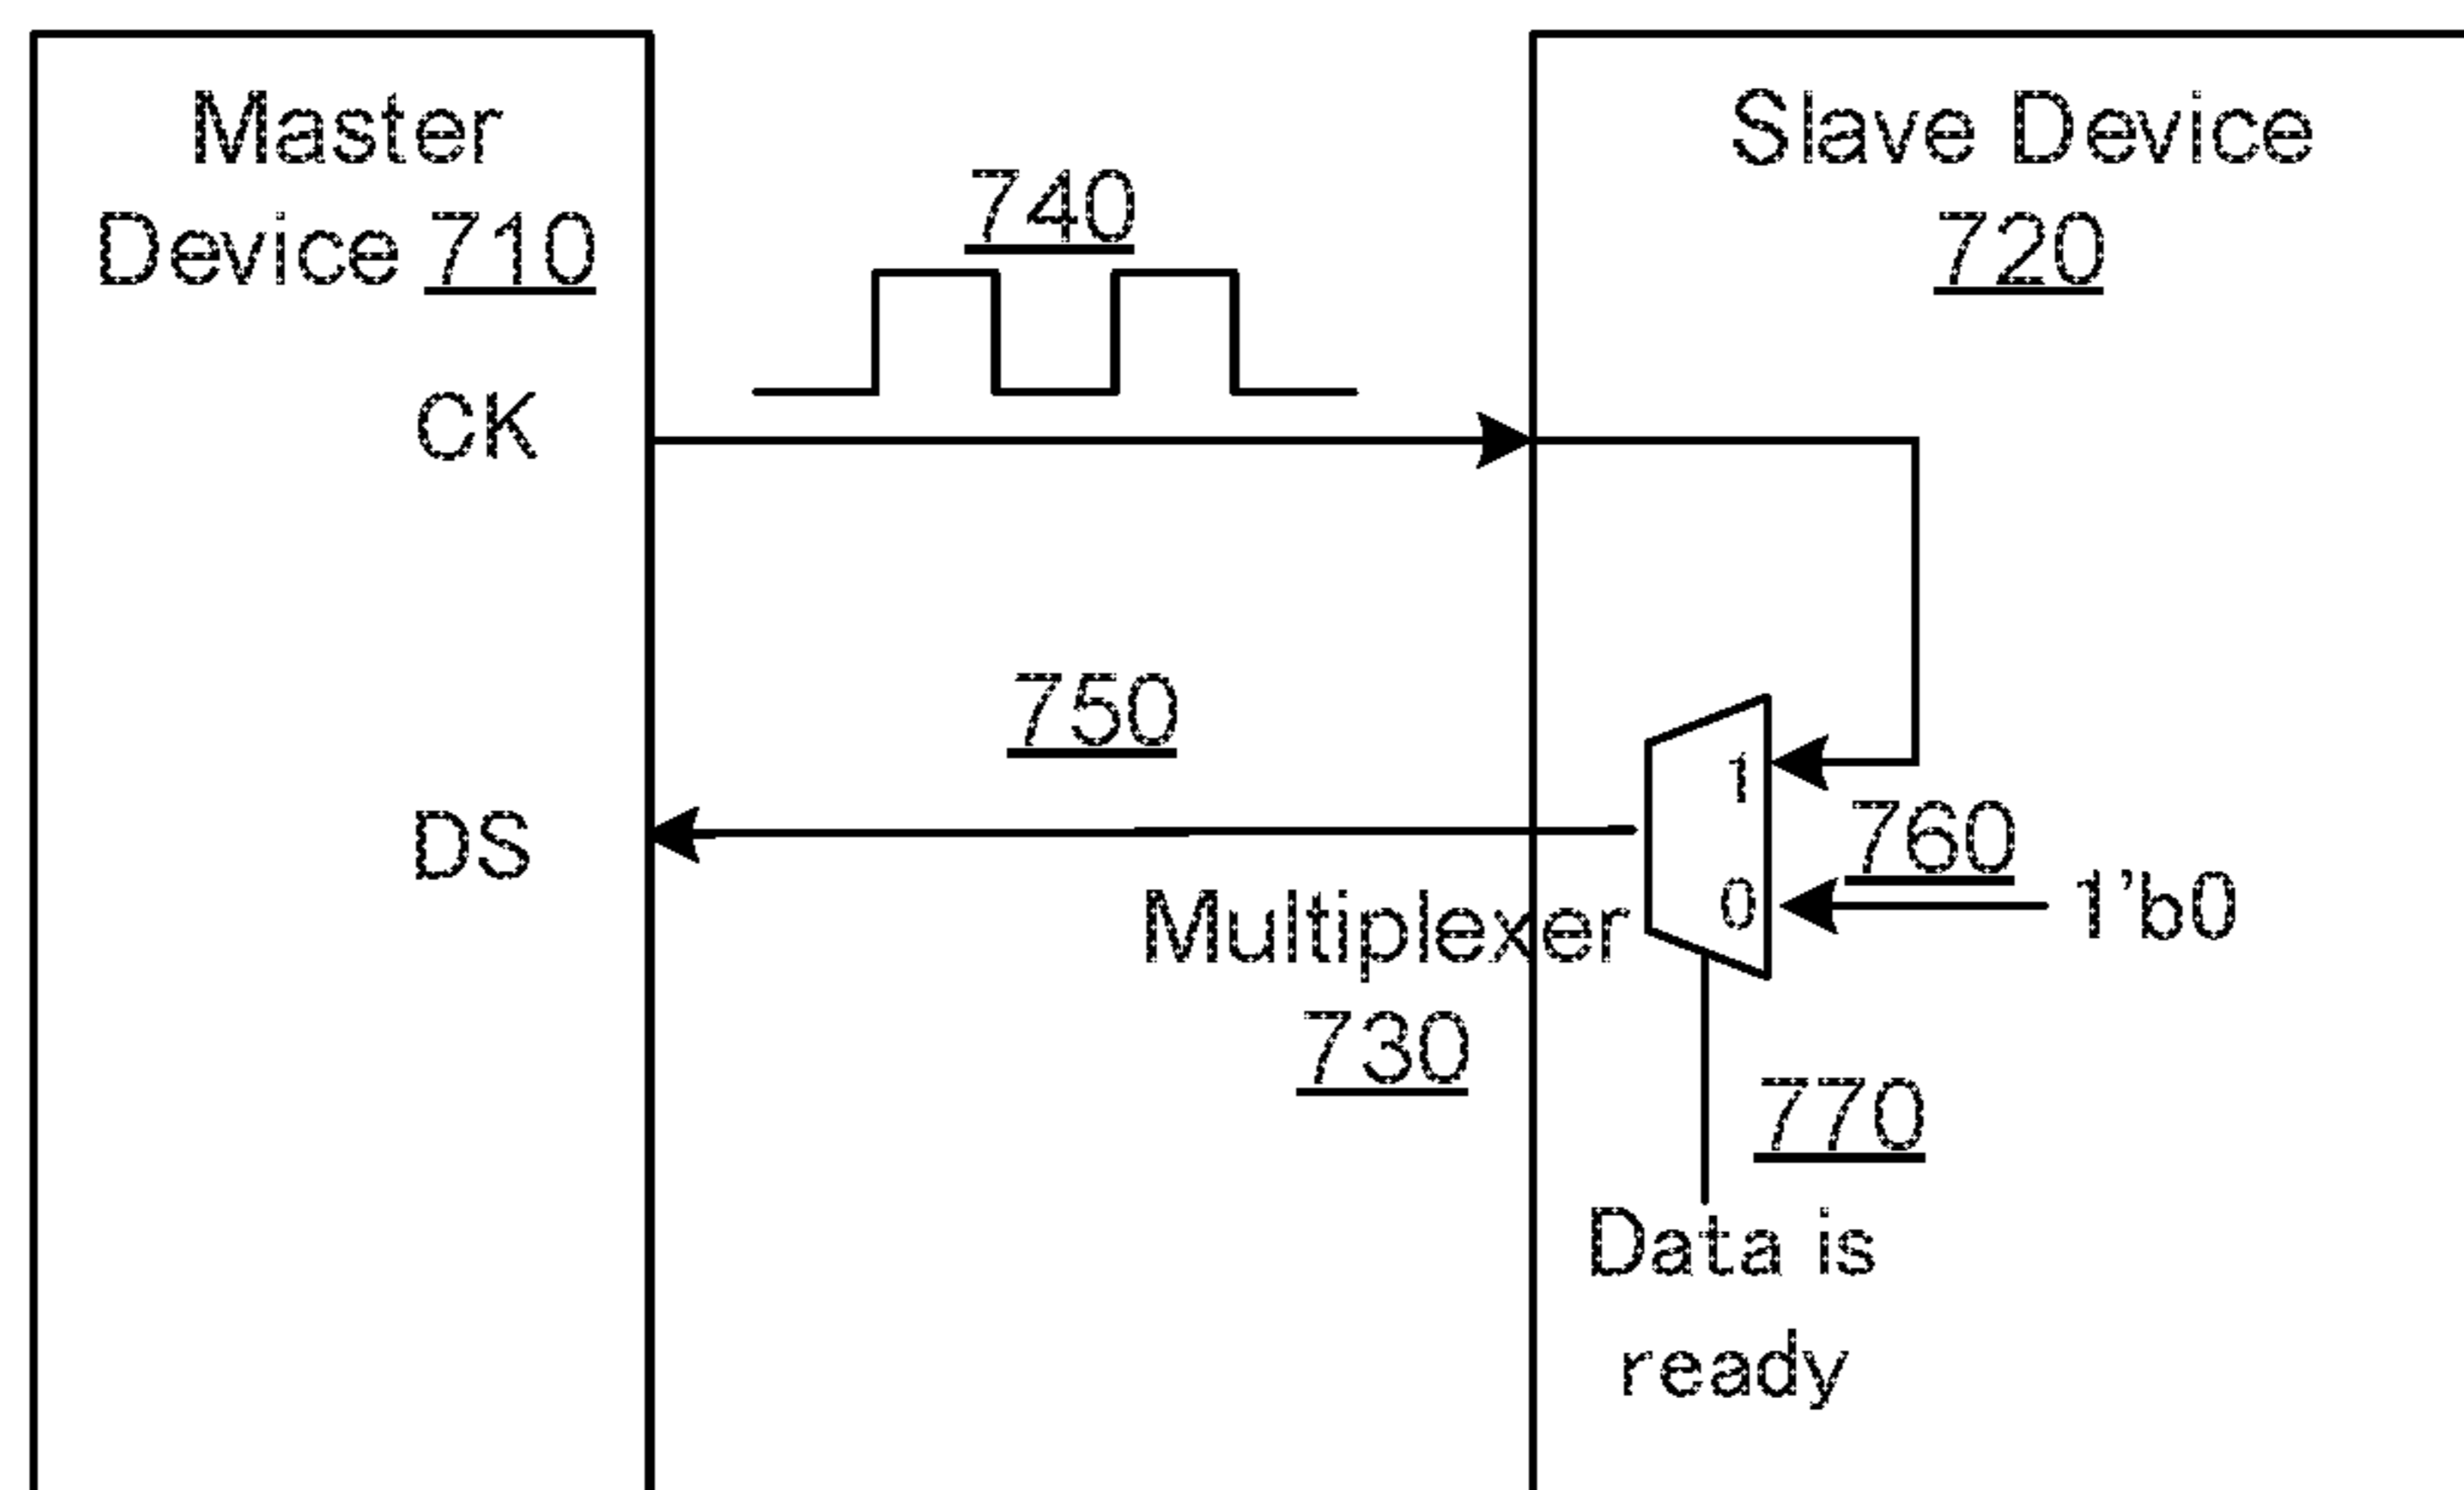 Master
Device 710
Slave Device
720
740
CK
750
DS
1
760
0
1'b0
Multiplexer
730
770
Data is
ready